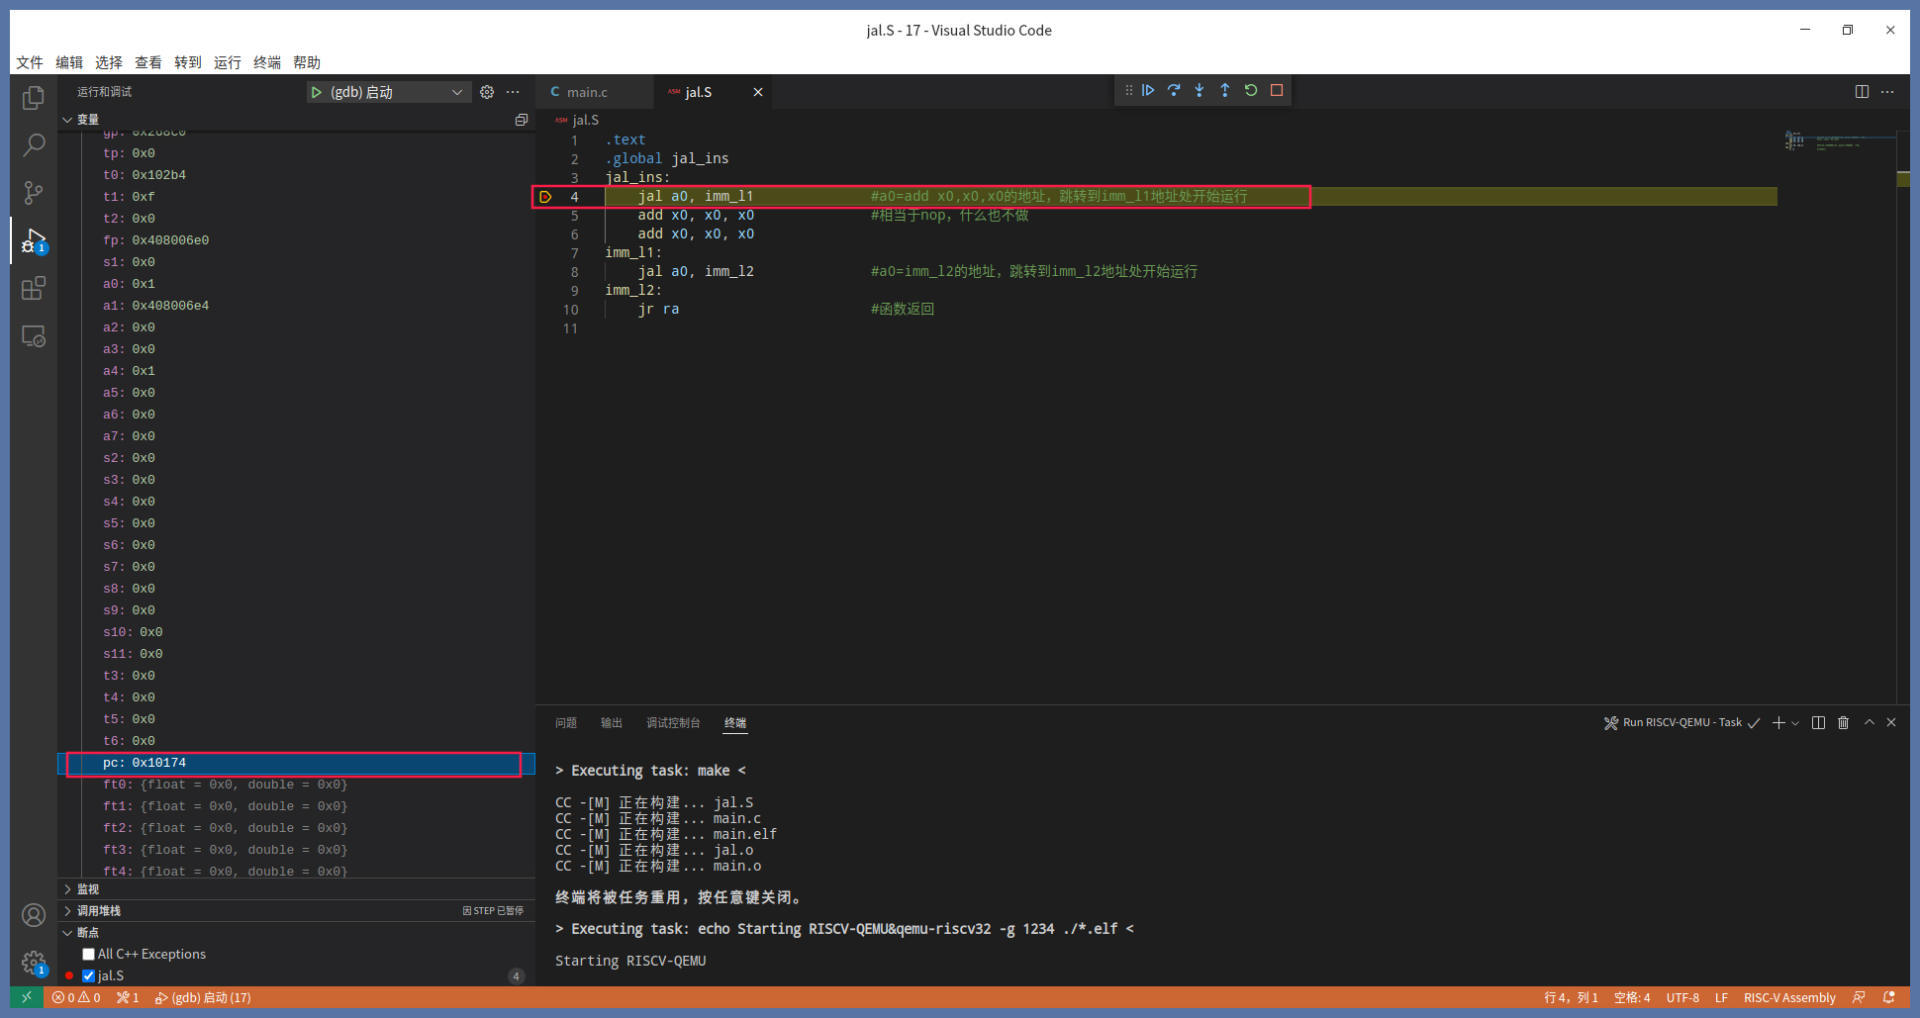 jal.S - 17 - Visual Studio Code
文件 编辑 选择 查看 转到 运行 终端 帮助
运行和调试
(gdb) 启动
变量
gp: 0x268c0
tp: 0x0
t0: 0x102b4
t1: 0xf
t2: 0x0
fp: 0x408006e0
s1: 0x0
a0: 0x1
a1: 0x408006e4
a2: 0x0
a3: 0x0
a4: 0x1
a5: 0x0
a6: 0x0
a7: 0x0
s2: 0x0
s3: 0x0
s4: 0x0
s5: 0x0
s6: 0x0
s7: 0x0
s8: 0x0
s9: 0x0
s10: 0x0
s11: 0x0
t3: 0x0
t4: 0x0
t5: 0x0
t6: 0x0
pc: 0x10174
ft0: {float = 0x0, double = 0x0}
ft1: {float = 0x0, double = 0x0}
ft2: {float = 0x0, double = 0x0}
ft3: {float = 0x0, double = 0x0}
ft4: {float = 0x0, double = 0x0}
监视
调用堆栈 因 STEP 已暂停
断点
All C++ Exceptions
jal.S 4
1
1
C main.c
ASM jal.S
ASM jal.S
1 .text
2 .global jal_ins
3 jal_ins:
4 jal a0, imm_l1 #a0=add x0,x0,x0的地址，跳转到imm_l1地址处开始运行
5 add x0, x0, x0 #相当于nop，什么也不做
6 add x0, x0, x0
7 imm_l1:
8 jal a0, imm_l2 #a0=imm_l2的地址，跳转到imm_l2地址处开始运行
9 imm_l2:
10 jr ra #函数返回
11
问题 输出 调试控制台 终端
Run RISCV-QEMU - Task
> Executing task: make <
CC -[M] 正在构建... jal.S
CC -[M] 正在构建... main.c
CC -[M] 正在构建... main.elf
CC -[M] 正在构建... jal.o
CC -[M] 正在构建... main.o
终端将被任务重用，按任意键关闭。
> Executing task: echo Starting RISCV-QEMU&qemu-riscv32 -g 1234 ./*.elf <
Starting RISCV-QEMU
0 0 1 (gdb) 启动 (17)
行 4，列 1 空格: 4 UTF-8 LF RISC-V Assembly